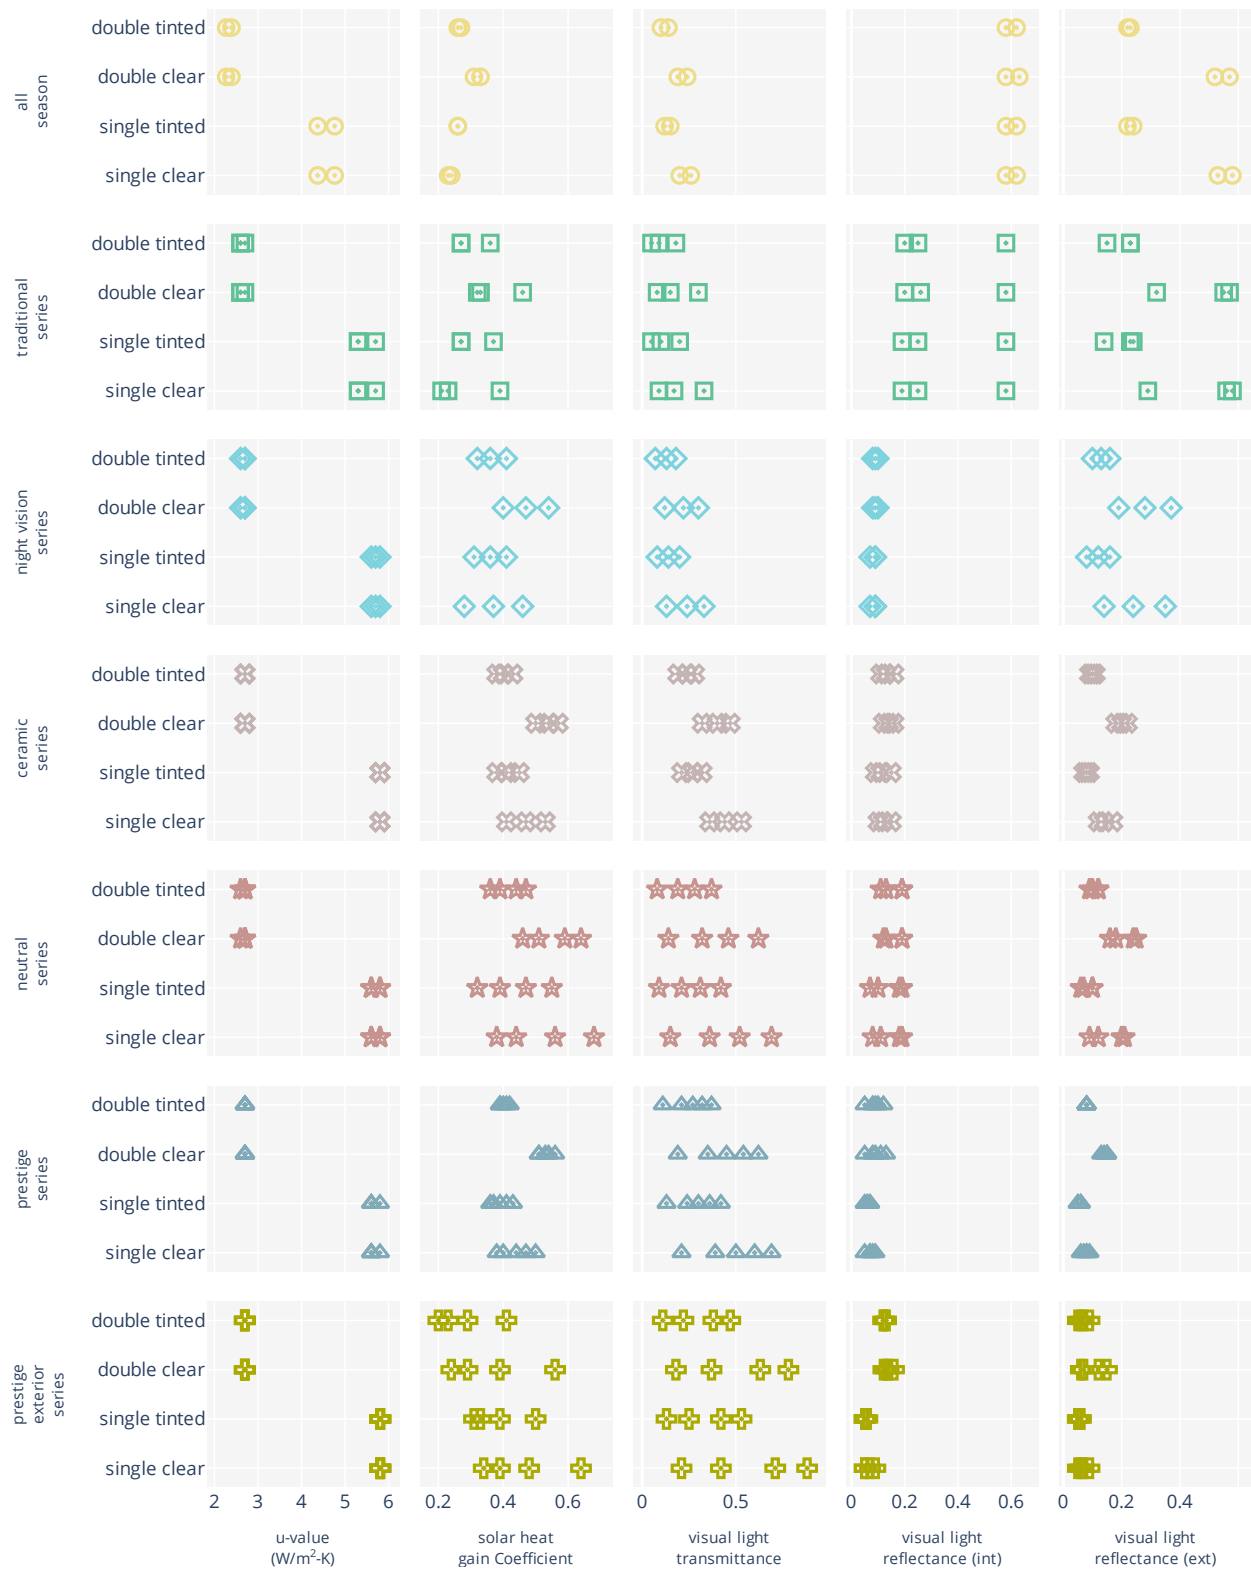 all
season
double tinted
double clear
single tinted
single clear
traditional
series
double tinted
double clear
single tinted
single clear
night vision
series
double tinted
double clear
single tinted
single clear
ceramic
series
double tinted
double clear
single tinted
single clear
neutral
series
double tinted
double clear
single tinted
single clear
prestige
series
double tinted
double clear
single tinted
single clear
prestige
exterior
series
double tinted
double clear
single tinted
single clear
2 3 4 5 6
0.2 0.4 0.6
0 0.5
0 0.2 0.4 0.6
0 0.2 0.4
u-value
(W/m²-K)
solar heat
gain Coefficient
visual light
transmittance
visual light
reflectance (int)
visual light
reflectance (ext)